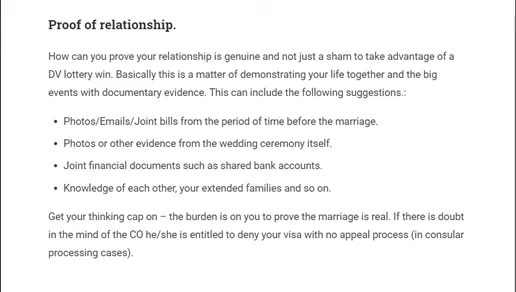 Proof of relationship.
How can you prove your relationship is genuine and not just a sham to take advantage of a
DV lottery win. Basically this is a matter of demonstrating your life together and the big
events with documentary evidence. This can include the following suggestions.:
• Photos/Emails/Joint bills from the period of time before the marriage.
• Photos or other evidence from the wedding ceremony itself.
• Joint financial documents such as shared bank accounts.
• Knowledge of each other, your extended families and so on.
Get your thinking cap on – the burden is on you to prove the marriage is real. If there is doubt
in the mind of the CO he/she is entitled to deny your visa with no appeal process (in consular
processing cases).